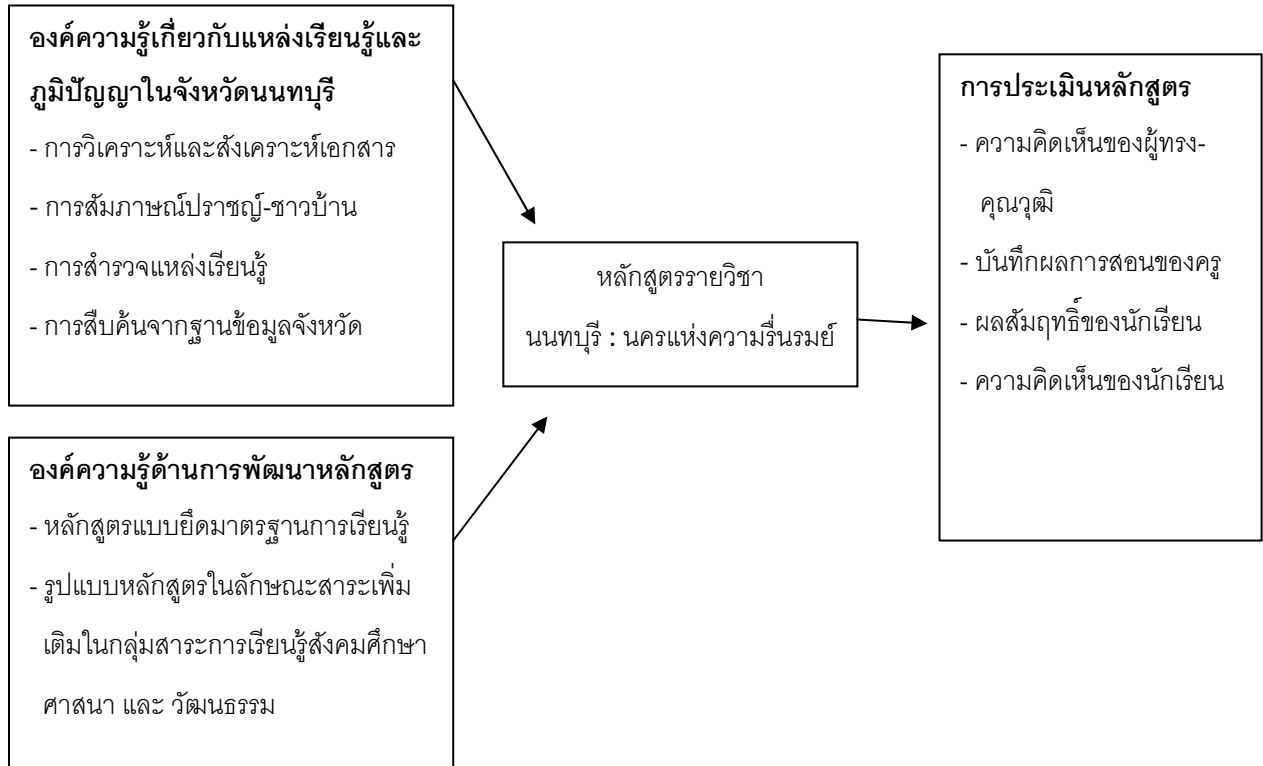 องค์ความรู้เกี่ยวกับแหล่งเรียนรู้และ
ภูมิปัญญาในจังหวัดนนทบุรี
- การวิเคราะห์และสังเคราะห์เอกสาร
- การสัมภาษณ์ปราชญ์-ชาวบ้าน
- การสำรวจแหล่งเรียนรู้
- การสืบค้นจากฐานข้อมูลจังหวัด
องค์ความรู้ด้านการพัฒนาหลักสูตร
- หลักสูตรแบบยึดมาตรฐานการเรียนรู้
- รูปแบบหลักสูตรในลักษณะสาระเพิ่ม
เติมในกลุ่มสาระการเรียนรู้สังคมศึกษา
ศาสนา และ วัฒนธรรม
หลักสูตรรายวิชา
นนทบุรี : นครแห่งความรื่นรมย์
การประเมินหลักสูตร
- ความคิดเห็นของผู้ทรง-
คุณวุฒิ
- บันทึกผลการสอนของครู
- ผลสัมฤทธิ์ของนักเรียน
- ความคิดเห็นของนักเรียน